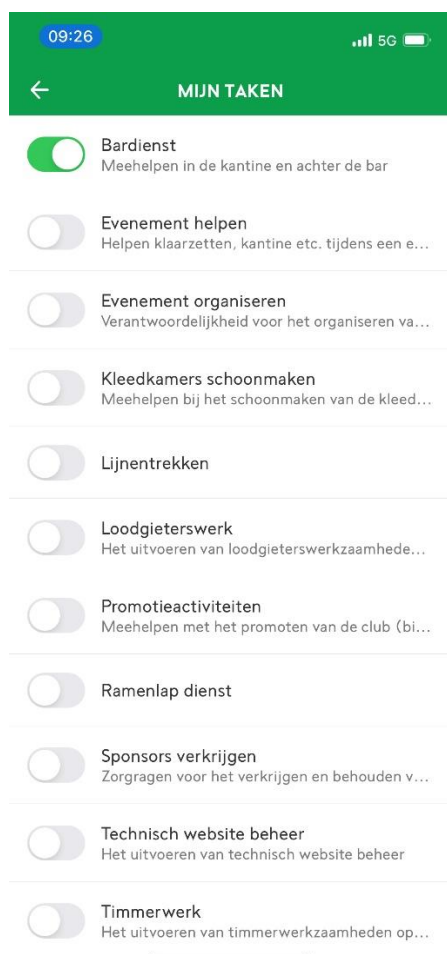 09:26
5G
MIJN TAKEN
Bardienst
Meehelpen in de kantine en achter de bar
Evenement helpen
Helpen klaarzetten, kantine etc. tijdens een e...
Evenement organiseren
Verantwoordelijkheid voor het organiseren va...
Kleedkamers schoonmaken
Meehelpen bij het schoonmaken van de kleed...
Lijnentrekken
Loodgieterswerk
Het uitvoeren van loodgieterswerkzaamhede...
Promotieactiviteiten
Meehelpen met het promoten van de club (bi...
Ramenlap dienst
Sponsors verkrijgen
Zorgragen voor het verkrijgen en behouden v...
Technisch website beheer
Het uitvoeren van technisch website beheer
Timmerwerk
Het uitvoeren van timmerwerkzaamheden op...